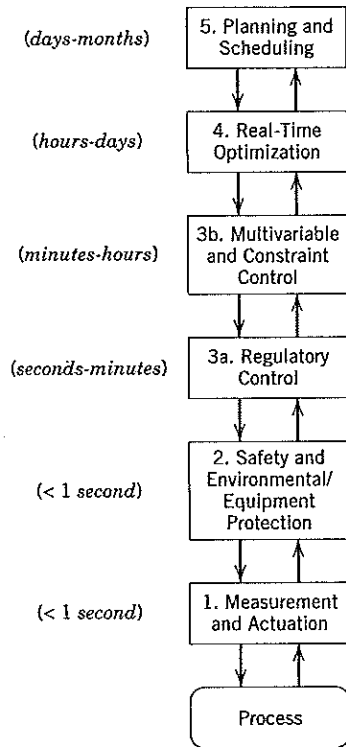 (days-months)
5. Planning and
Scheduling
(hours-days)
4. Real-Time
Optimization
(minutes-hours)
3b. Multivariable
and Constraint
Control
(seconds-minutes)
3a. Regulatory
Control
(< 1 second)
2. Safety and
Environmental/
Equipment
Protection
(< 1 second)
1. Measurement
and Actuation
Process